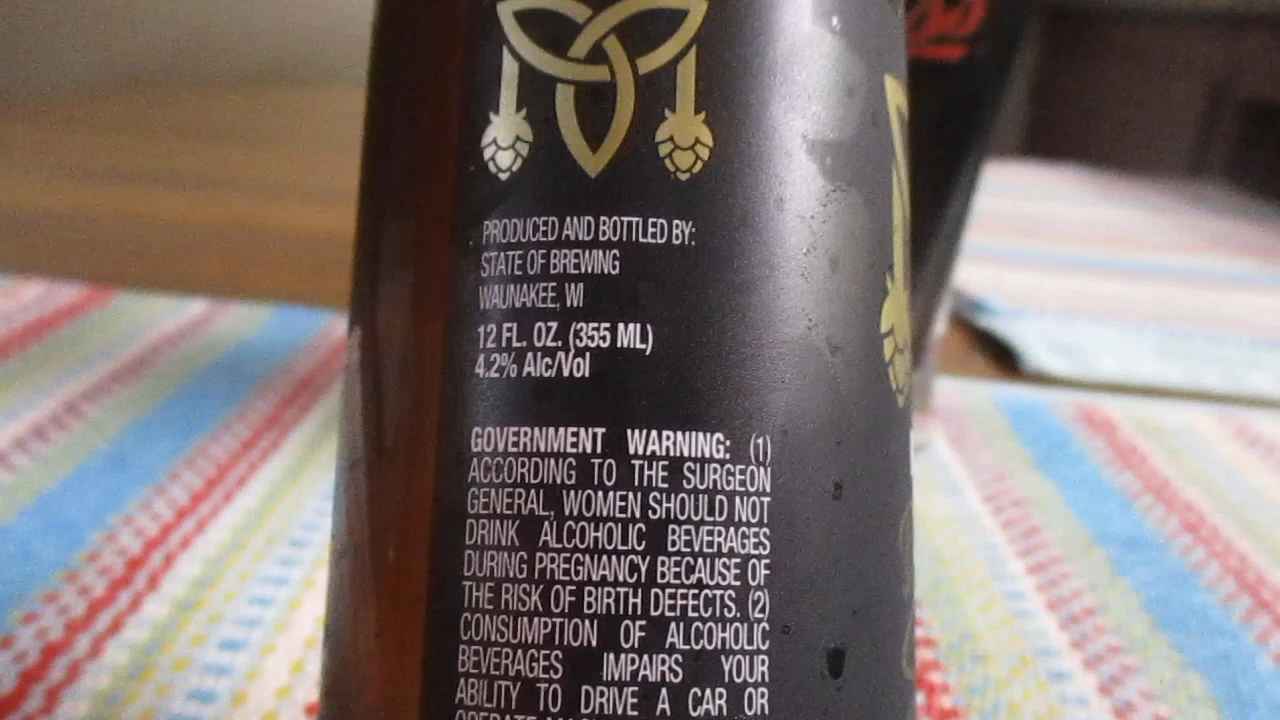 PRODUCED AND BOTTLED BY:
STATE OF BREWING
WAUNAKEE, WI
12 FL. OZ. (355 ML)
4.2% Alc/Vol
GOVERNMENT WARNING: (1)
ACCORDING TO THE SURGEON
GENERAL, WOMEN SHOULD NOT
DRINK ALCOHOLIC BEVERAGES
DURING PREGNANCY BECAUSE OF
THE RISK OF BIRTH DEFECTS. (2)
CONSUMPTION OF ALCOHOLIC
BEVERAGES IMPAIRS YOUR
ABILITY TO DRIVE A CAR OR